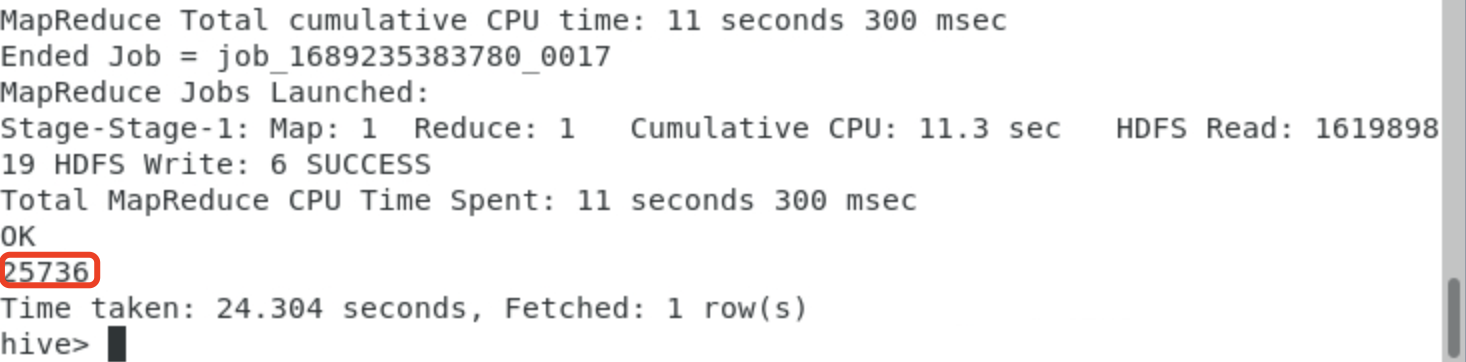 MapReduce Total cumulative CPU time: 11 seconds 300 msec
Ended Job = job_1689235383780_0017
MapReduce Jobs Launched:
Stage-Stage-1: Map: 1  Reduce: 1   Cumulative CPU: 11.3 sec   HDFS Read: 1619898
19 HDFS Write: 6 SUCCESS
Total MapReduce CPU Time Spent: 11 seconds 300 msec
OK
25736
Time taken: 24.304 seconds, Fetched: 1 row(s)
hive>